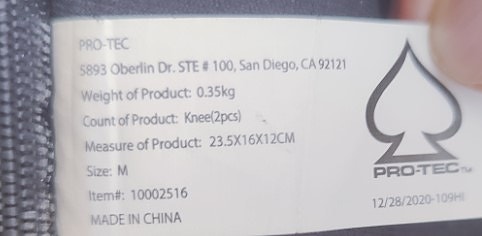 PRO-TEC
5893 Oberlin Dr. STE # 100, San Diego, CA 92121
Weight of Product: 0.35kg
Count of Product: Knee(2pcs)
Measure of Product: 23.5X16X12CM
Size: M
Item#: 10002516
MADE IN CHINA
PRO-TEC™
12/28/2020-109HI